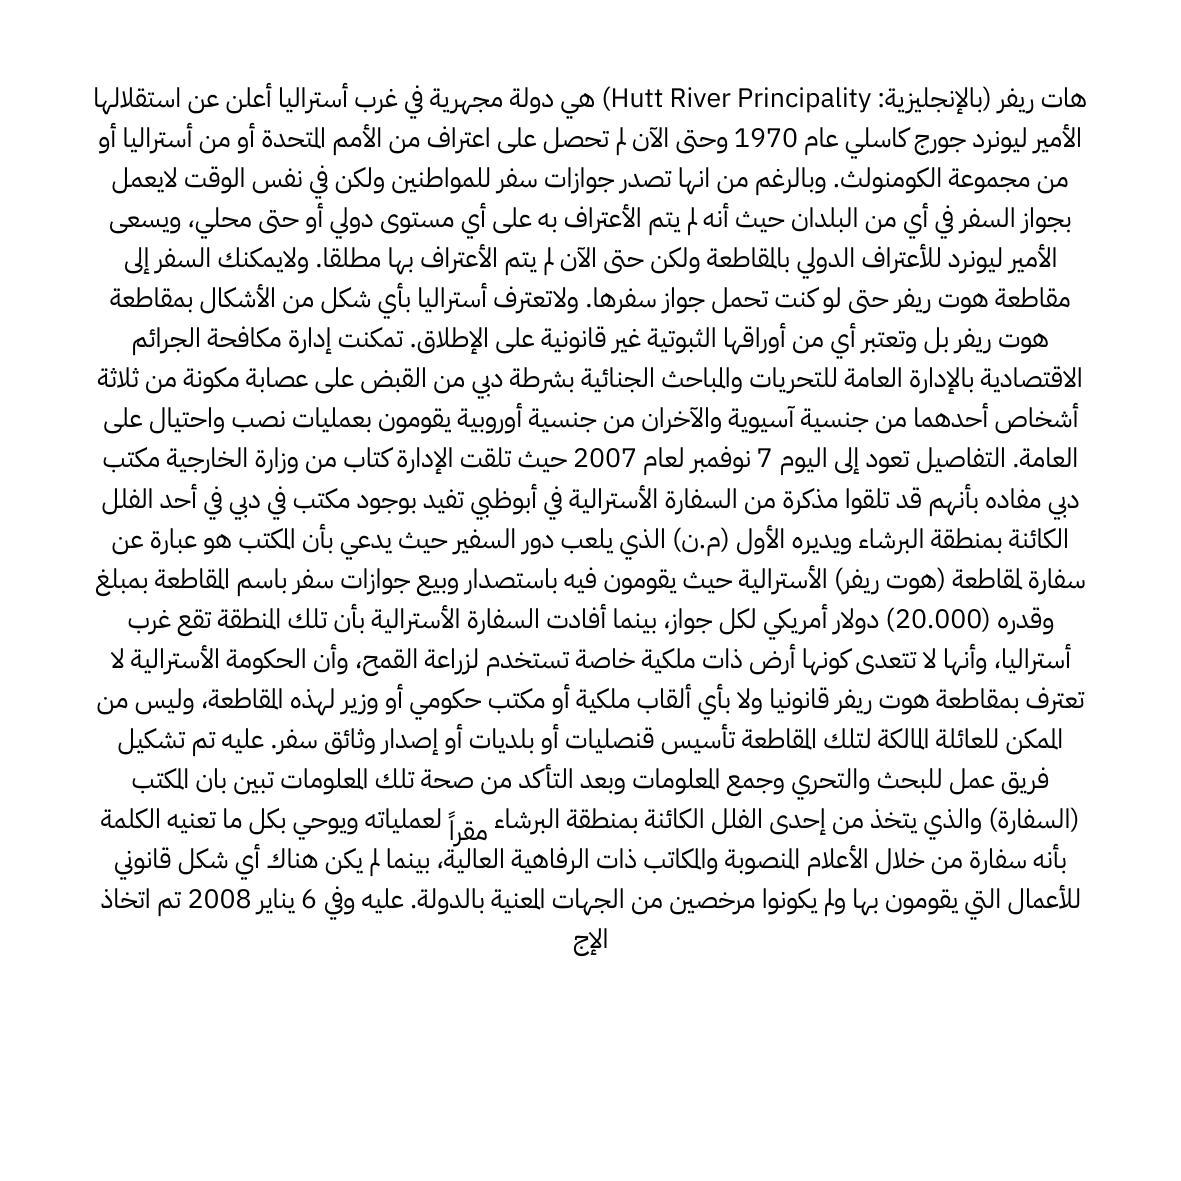 هات ريفر (بالإنجليزية: Hutt River Principality) هي دولة مجهرية في غرب أستراليا أعلن عن استقلالها
الأمير ليونرد جورج كاسلي عام 1970 وحتى الآن لم تحصل على اعتراف من الأمم المتحدة أو من أستراليا أو
من مجموعة الكومنولث. وبالرغم من انها تصدر جوازات سفر للمواطنين ولكن في نفس الوقت لايعمل
بجواز السفر في أي من البلدان حيث أنه لم يتم الأعتراف به على أي مستوى دولي أو حتى محلي، ويسعى
الأمير ليونرد للأعتراف الدولي بالمقاطعة ولكن حتى الآن لم يتم الأعتراف بها مطلقا. ولايمكنك السفر إلى
مقاطعة هوت ريفر حتى لو كنت تحمل جواز سفرها. ولاتعترف أستراليا بأي شكل من الأشكال بمقاطعة
هوت ريفر بل وتعتبر أي من أوراقها الثبوتية غير قانونية على الإطلاق. تمكنت إدارة مكافحة الجرائم
الاقتصادية بالإدارة العامة للتحريات والمباحث الجنائية بشرطة دبي من القبض على عصابة مكونة من ثلاثة
أشخاص أحدهما من جنسية آسيوية والآخران من جنسية أوروبية يقومون بعمليات نصب واحتيال على
العامة. التفاصيل تعود إلى اليوم 7 نوفمبر لعام 2007 حيث تلقت الإدارة كتاب من وزارة الخارجية مكتب
دبي مفاده بأنهم قد تلقوا مذكرة من السفارة الأسترالية في أبوظبي تفيد بوجود مكتب في دبي في أحد الفلل
الكائنة بمنطقة البرشاء ويديره الأول (م.ن) الذي يلعب دور السفير حيث يدعي بأن المكتب هو عبارة عن
سفارة لمقاطعة (هوت ريفر) الأسترالية حيث يقومون فيه باستصدار وبيع جوازات سفر باسم المقاطعة بمبلغ
وقدره (20.000) دولار أمريكي لكل جواز، بينما أفادت السفارة الأسترالية بأن تلك المنطقة تقع غرب
أستراليا، وأنها لا تتعدى كونها أرض ذات ملكية خاصة تستخدم لزراعة القمح، وأن الحكومة الأسترالية لا
تعترف بمقاطعة هوت ريفر قانونيا ولا بأي ألقاب ملكية أو مكتب حكومي أو وزير لهذه المقاطعة، وليس من
الممكن للعائلة المالكة لتلك المقاطعة تأسيس قنصليات أو بلديات أو إصدار وثائق سفر. عليه تم تشكيل
فريق عمل للبحث والتحري وجمع المعلومات وبعد التأكد من صحة تلك المعلومات تبين بان المكتب
(السفارة) والذي يتخذ من إحدى الفلل الكائنة بمنطقة البرشاء مقراً لعملياته ويوحي بكل ما تعنيه الكلمة
بأنه سفارة من خلال الأعلام المنصوبة والمكاتب ذات الرفاهية العالية، بينما لم يكن هناك أي شكل قانوني
للأعمال التي يقومون بها ولم يكونوا مرخصين من الجهات المعنية بالدولة. عليه وفي 6 يناير 2008 تم اتخاذ
الإج